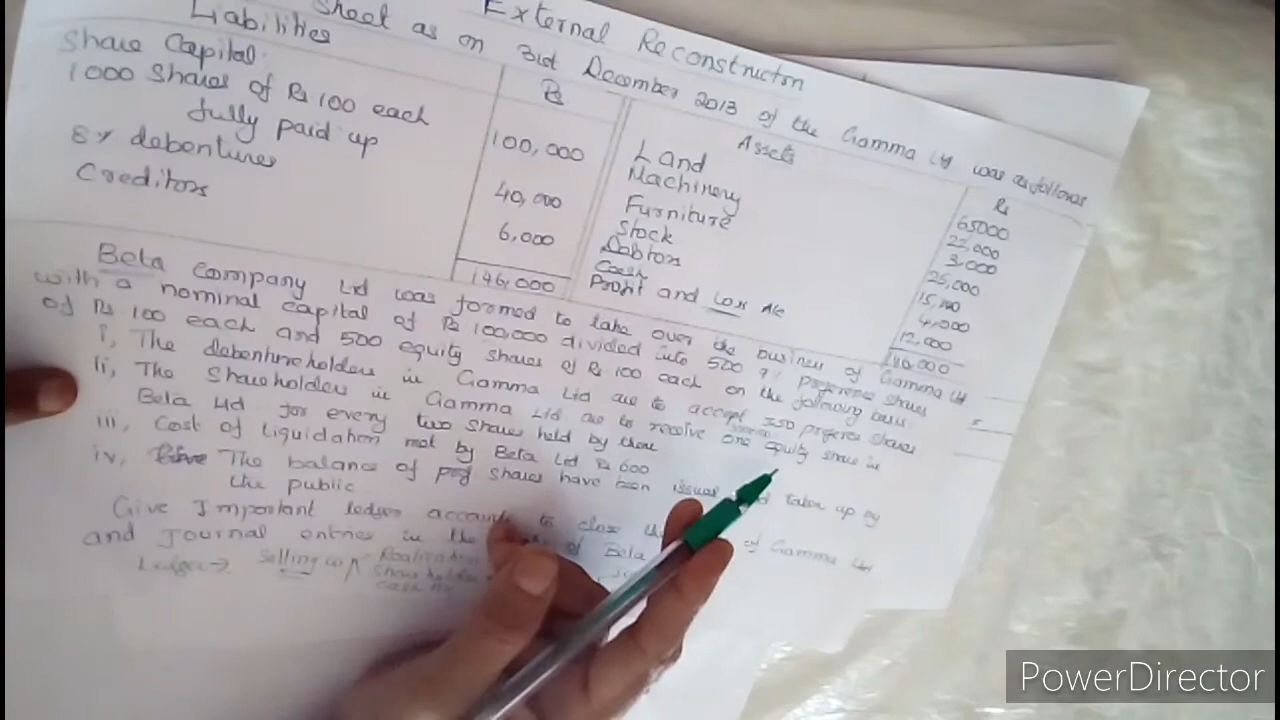 External Reconstructon
Sheet as on 31st December 2013 of the Gamma Ltd was as follows
Liabilities
Rs
Assets
Rs
Share Capital:
1000 Shares of Rs 100 each
fully paid up
100,000
8% debentures
40,000
Creditors
6,000
146,000
Land
65000
Machinery
22,000
Furniture
3,000
Stock
25,000
Debtors
Cash
4,000
Profit and Loss A/c
12,000
146,000
Beta Company Ltd was formed to take over the business of Gamma Ltd
with a nominal capital of Rs 100,000 divided into 500 9% preference shares
of Rs 100 each and 500 equity shares of Rs 100 each on the following basis.
i, The debentureholders in Gamma Ltd are to accept 350 shares
ii, The Shareholders in Gamma Ltd are to receive one equity share in
Beta Ltd for every two shares held by them
iii, Cost of liquidation met by Beta Ltd Rs 600
iv, The balance of pref shares have been issued taken up by
the public
Give Important ledger accounts to close the of Gamma Ltd
and Journal entries in the of Beta
Ledger → Selling co
Realisation
Shareholder
Cash A/c
PowerDirector